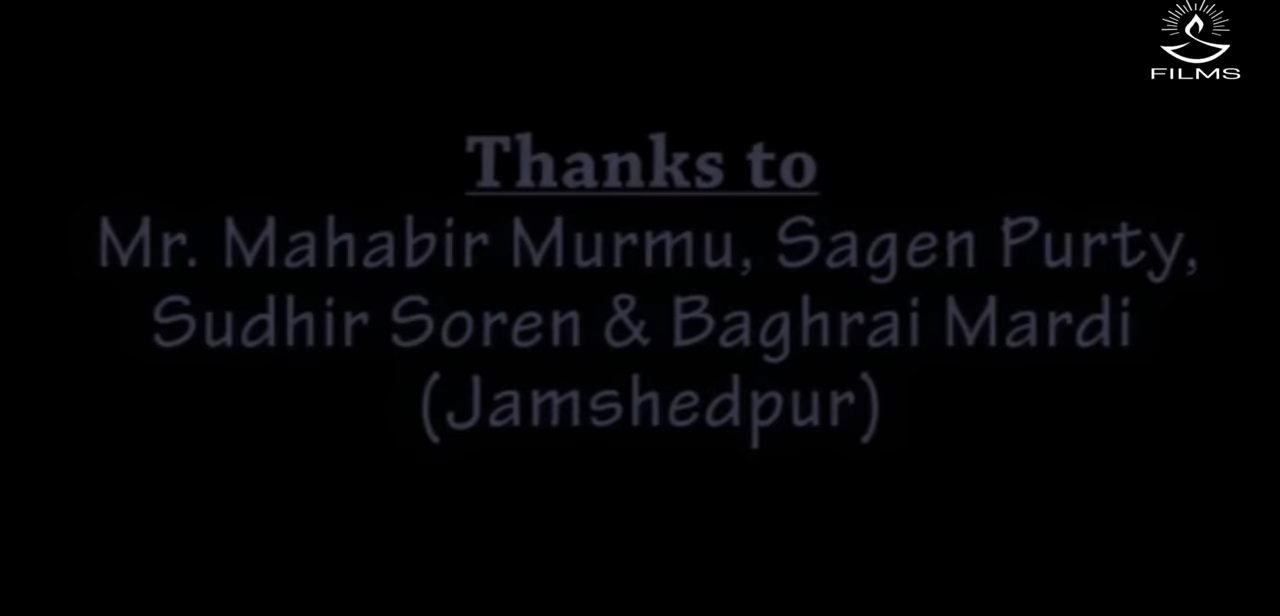 FILMS
Thanks to
Mr. Mahabir Murmu, Sagen Purty,
Sudhir Soren & Baghrai Mardi
(Jamshedpur)